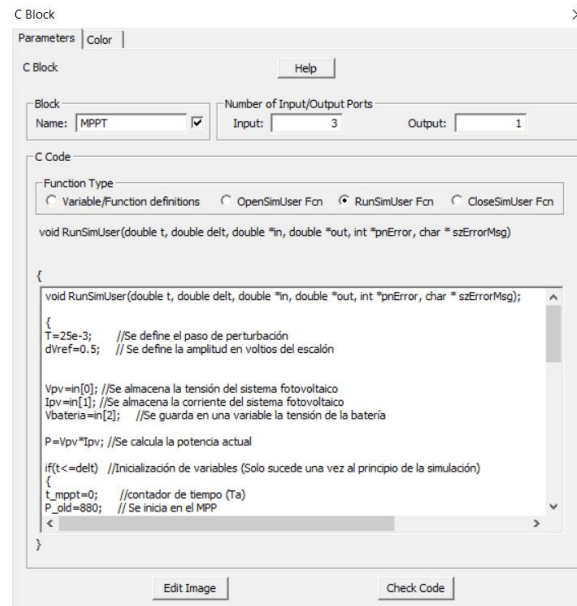 C Block
Parameters Color
C Block Help
Block
Name: MPPT
Number of Input/Output Ports
Input: 3 Output: 1
C Code
Function Type
Variable/Function definitions OpenSimUser Fcn RunSimUser Fcn CloseSimUser Fcn
void RunSimUser(double t, double delt, double *in, double *out, int *pnError, char * szErrorMsg)
{
void RunSimUser(double t, double delt, double *in, double *out, int *pnError, char * szErrorMsg);
{
T=25e-3; //Se define el paso de perturbación
dVref=0.5; // Se define la amplitud en voltios del escalón
Vpv=in[0]; //Se almacena la tensión del sistema fotovoltaico
Ipv=in[1]; //Se almacena la corriente del sistema fotovoltaico
Vbateria=in[2]; //Se guarda en una variable la tensión de la batería
P=Vpv*Ipv; //Se calcula la potencia actual
if(t<=delt) //Inicialización de variables (Solo sucede una vez al principio de la simulación)
{
t_mppt=0; //contador de tiempo (Ta)
P_old=880; // Se inicia en el MPP
}
Edit Image Check Code